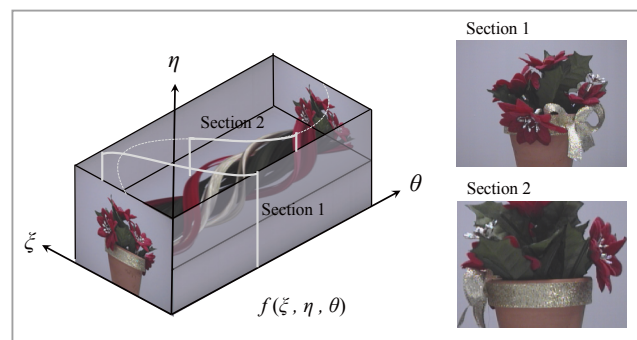 Section 1
η
Section 2
θ
Section 1
Section 2
ξ
f(ξ, η, θ)